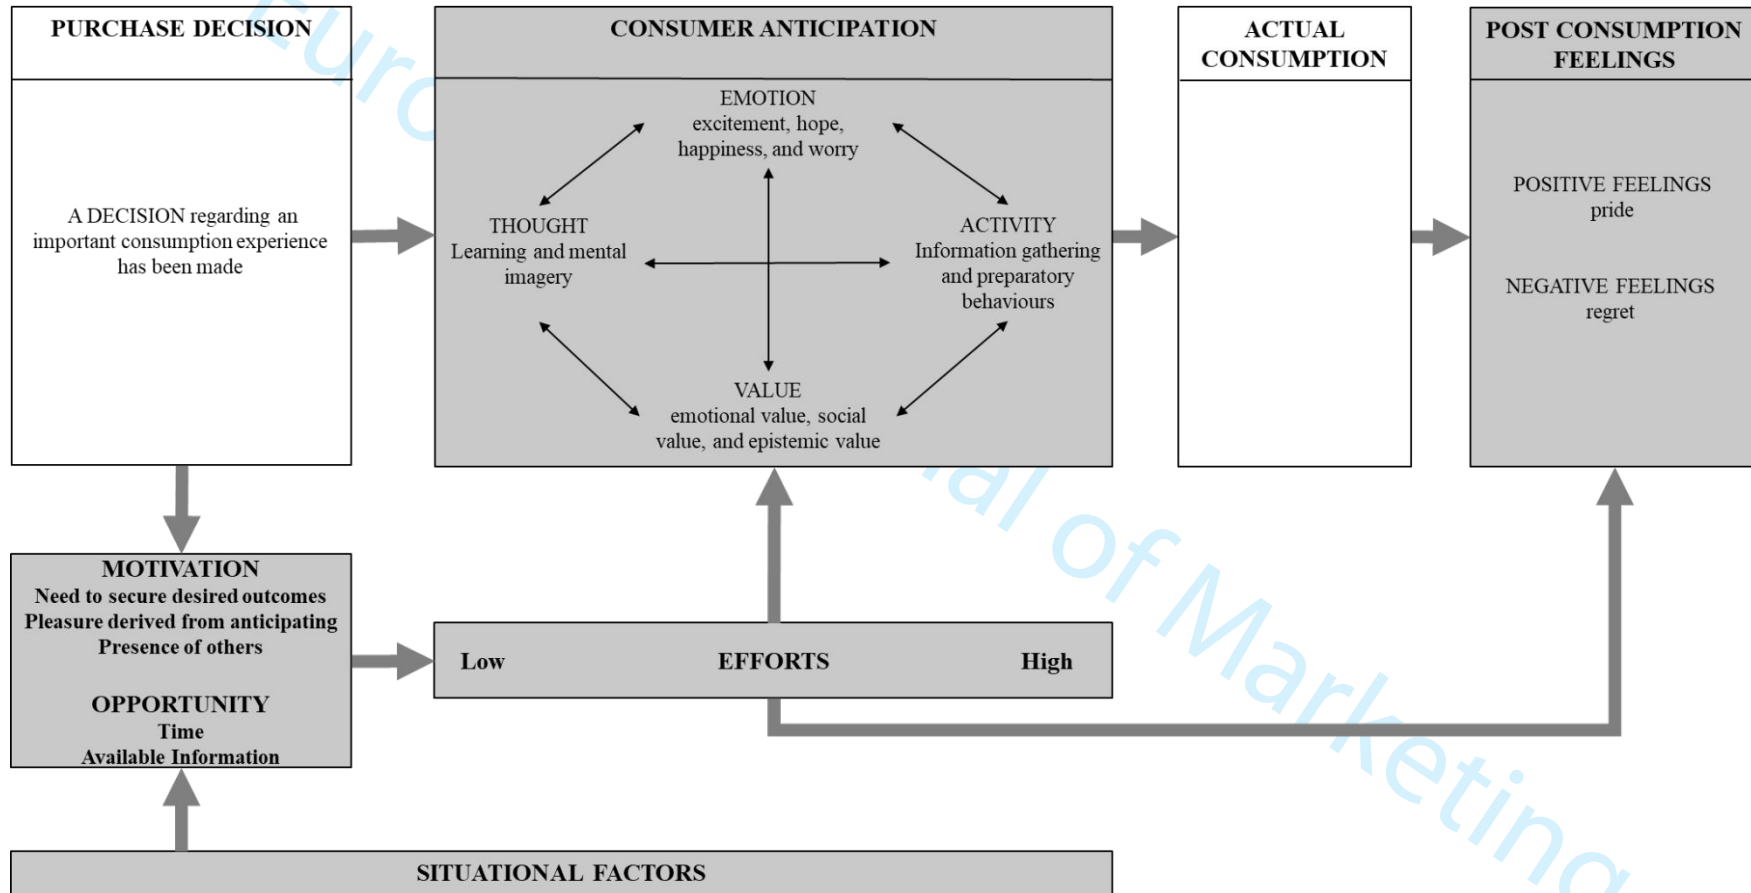 PURCHASE DECISION
A DECISION regarding an
important consumption experience
has been made
CONSUMER ANTICIPATION
EMOTION
excitement, hope,
happiness, and worry
THOUGHT
Learning and mental
imagery
ACTIVITY
Information gathering
and preparatory
behaviours
VALUE
emotional value, social
value, and epistemic value
ACTUAL
CONSUMPTION
POST CONSUMPTION
FEELINGS
POSITIVE FEELINGS
pride
NEGATIVE FEELINGS
regret
MOTIVATION
Need to secure desired outcomes
Pleasure derived from anticipating
Presence of others
OPPORTUNITY
Time
Available Information
Low EFFORTS High
SITUATIONAL FACTORS
of Marketing